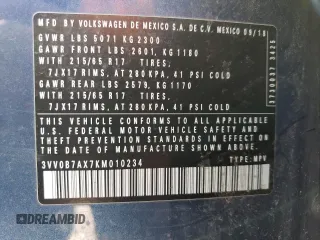 MFD BY VOLKSWAGEN DE MEXICO S.A. DE C.V. MEXICO 09/18
GVWR LBS 5071 KG 2300
GAWR FRONT LBS 2601, KG 1180
WITH 215/65 R17 TIRES,
7JX17 RIMS, AT 280 KPA, 41 PSI COLD
GAWR REAR LBS 2579, KG 1170
WITH 215/65 R17 TIRES,
7JX17 RIMS, AT 280KPA, 41 PSI COLD
THIS VEHICLE CONFORMS TO ALL APPLICABLE
U.S. FEDERAL MOTOR VEHICLE SAFETY, BUMPER, AND
THEFT PREVENTION STANDARDS IN EFFECT ON THE
DATE OF MANUFACTURE SHOWN ABOVE.
3VV0B7AX7KM010234 TYPE: MPV
DREAMBID